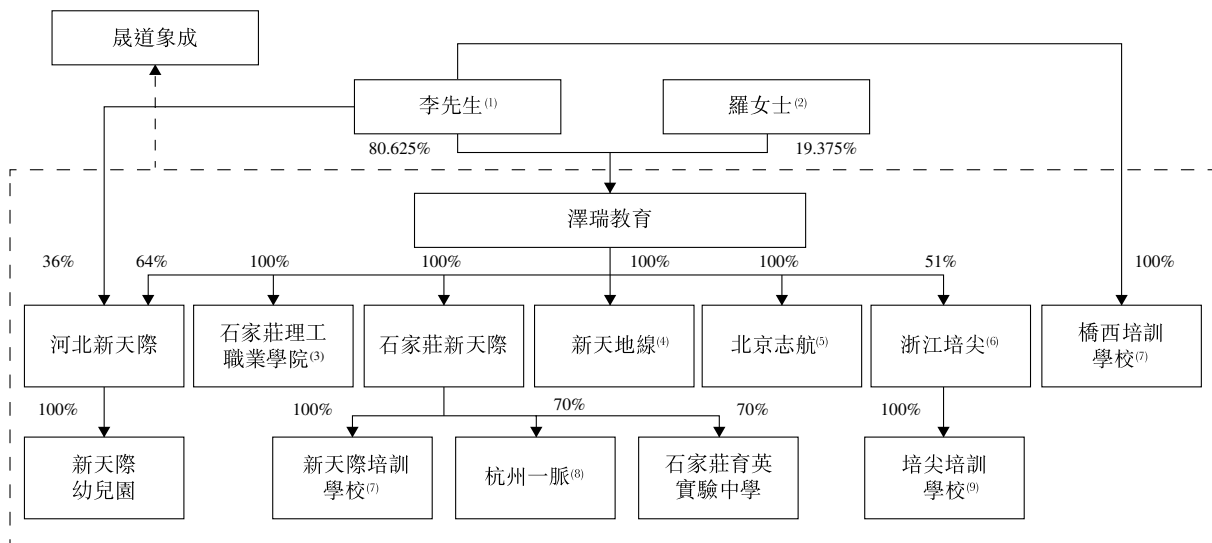 晟道象成
李先生(1)
羅女士(2)
80.625%
19.375%
澤瑞教育
36%
64%
100%
100%
100%
100%
51%
100%
河北新天際
石家莊理工
職業學院(3)
石家莊新天際
新天地線(4)
北京志航(5)
浙江培尖(6)
橋西培訓
學校(7)
100%
100%
70%
70%
100%
新天際
幼兒園
新天際培訓
學校(7)
杭州一脈(8)
石家莊育英
實驗中學
培尖培訓
學校(9)